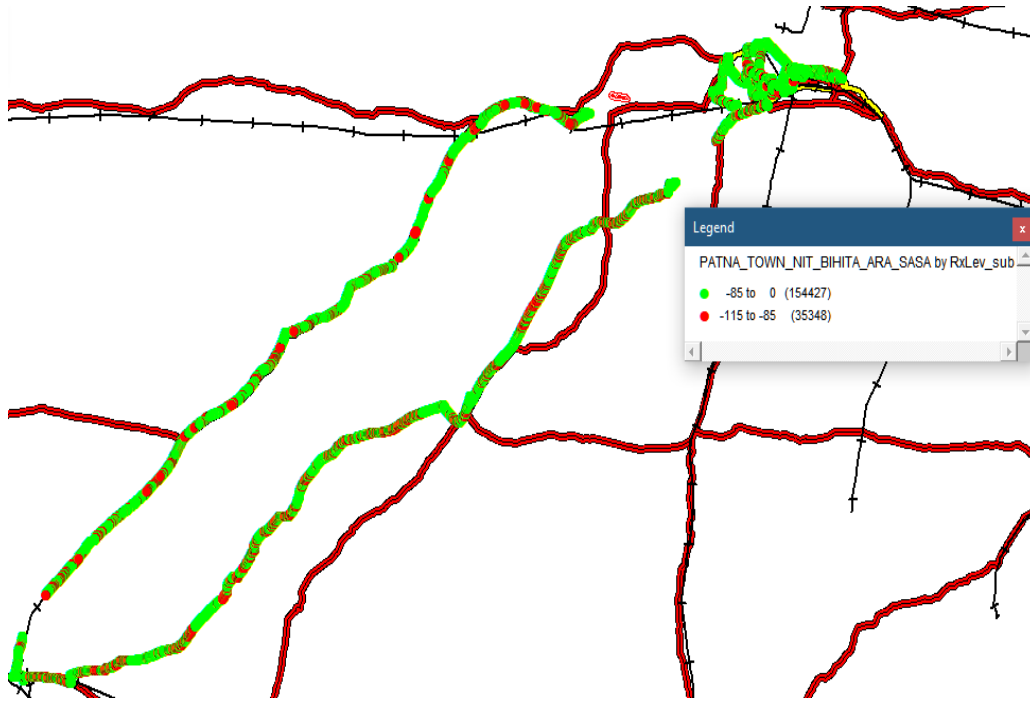 Legend
x
PATNA_TOWN_NIT_BIHITA_ARA_SASA by RxLev_sub
-85 to 0 (154427)
-115 to -85 (35348)